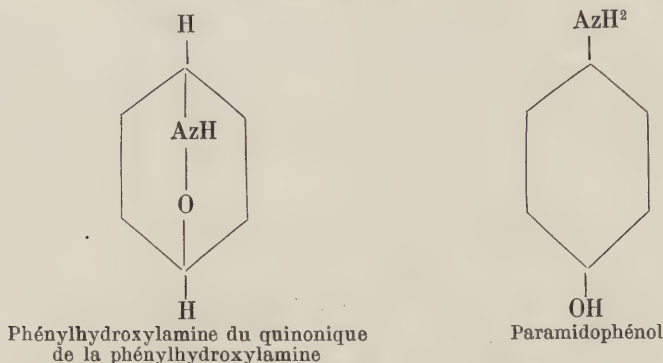 H
AzH
O
H
Phénylhydroxylamine du quinonique
de la phénylhydroxylamine
AzH²
OH
Paramidophénol